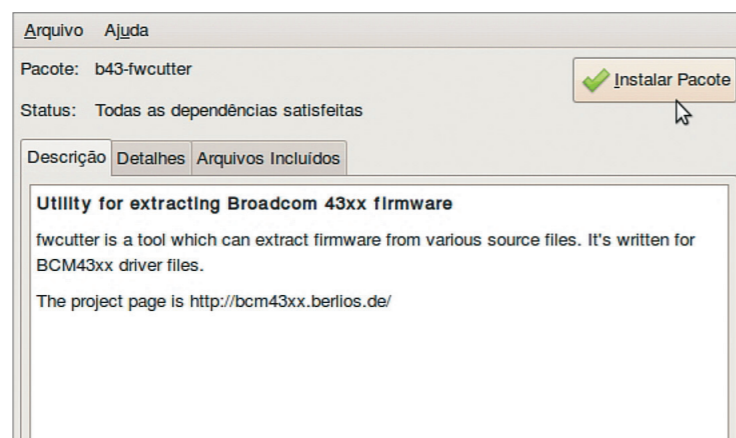 Arquivo Ajuda
Pacote: b43-fwcutter
Instalar Pacote
Status: Todas as dependências satisfeitas
Descrição Detalhes Arquivos Incluídos
Utility for extracting Broadcom 43xx firmware
fwcutter is a tool which can extract firmware from various source files. It's written for
BCM43xx driver files.
The project page is http://bcm43xx.berlios.de/